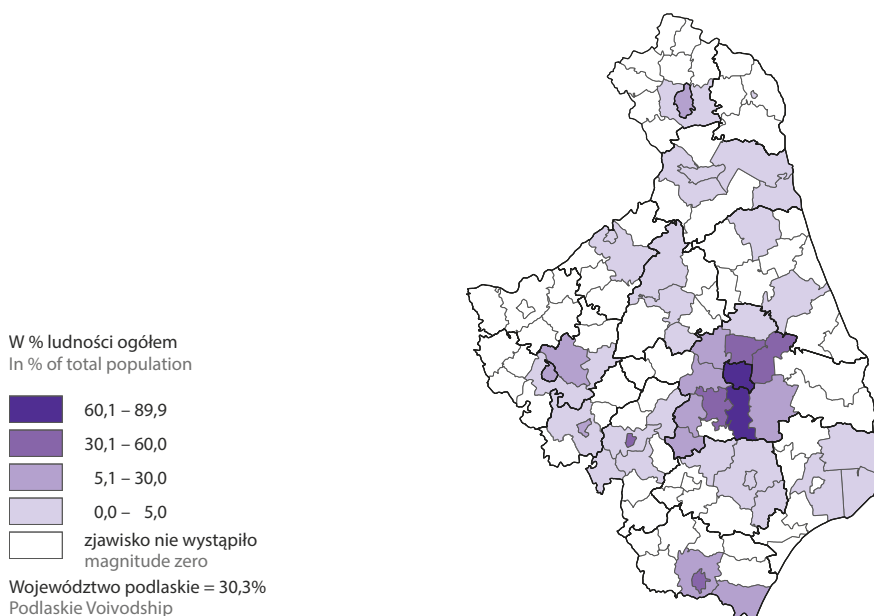 W % ludności ogółem
In % of total population
60,1 – 89,9
30,1 – 60,0
5,1 – 30,0
0,0 – 5,0
zjawisko nie wystąpiło
magnitude zero
Województwo podlaskie = 30,3%
Podlaskie Voivodship